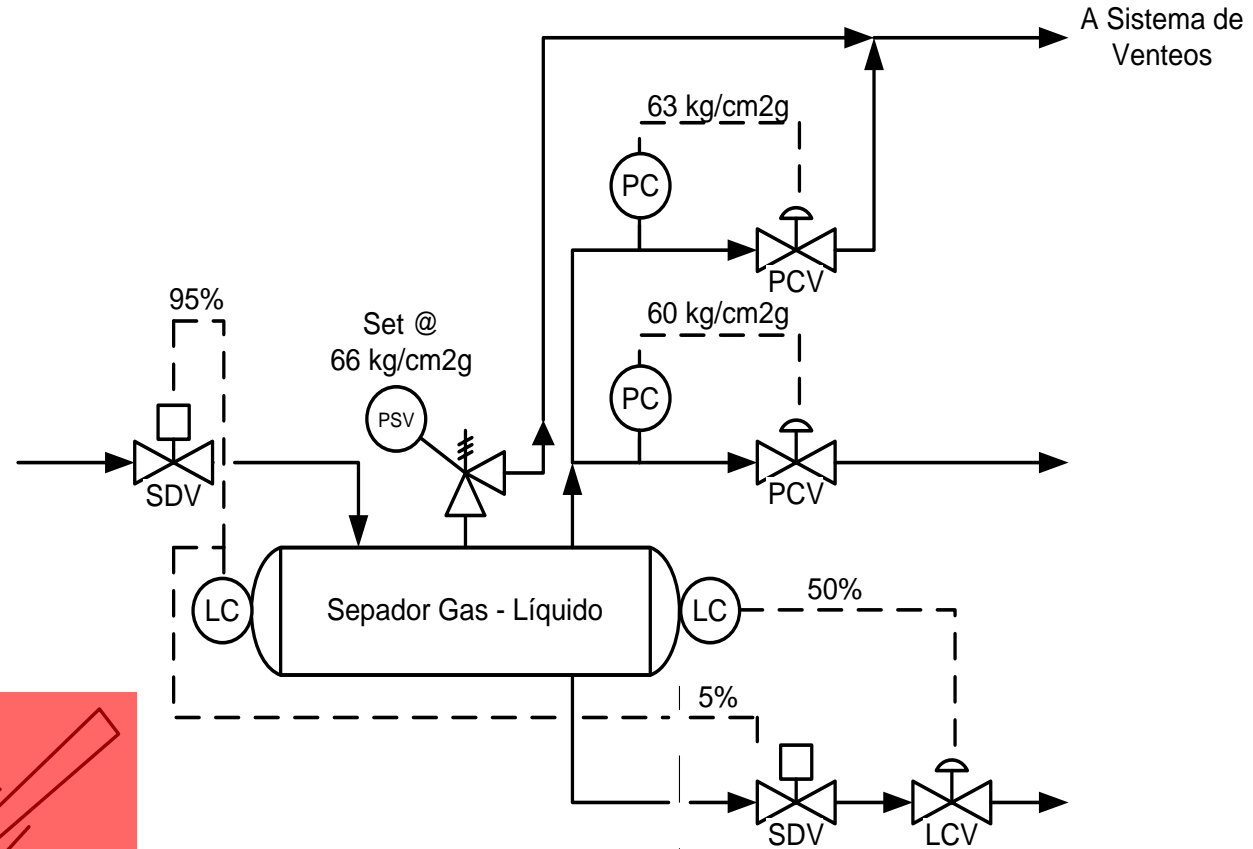 A Sistema de
Venteos
63 kg/cm2g
PC
PCV
95%
Set @
66 kg/cm2g
60 kg/cm2g
PSV
PC
SDV
PCV
LC
Sepador Gas - Líquido
LC
50%
5%
SDV
LCV